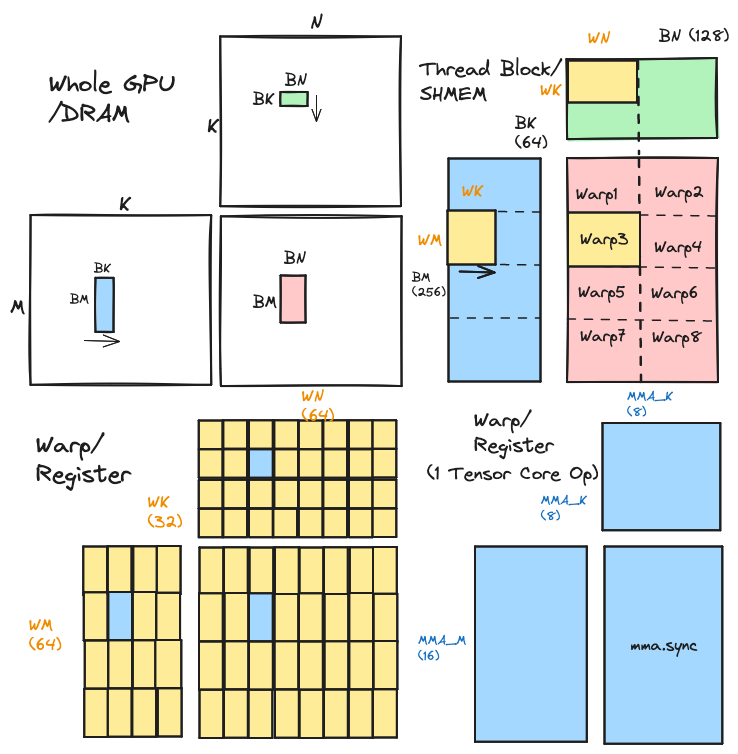 Whole GPU
/DRAM
N
K
BN
BK
K
M
BK
BM
BN
BM
Thread Block/
SHMEM
WN
BN (128)
WK
BK
(64)
WK
WM
BM
(256)
Warp1
Warp2
Warp3
Warp4
Warp5
Warp6
Warp7
Warp8
Warp/
Register
WN
(64)
WK
(32)
WM
(64)
Warp/
Register
(1 Tensor Core Op)
MMA_K
(8)
MMA_K
(8)
MMA_M
(16)
mma.sync